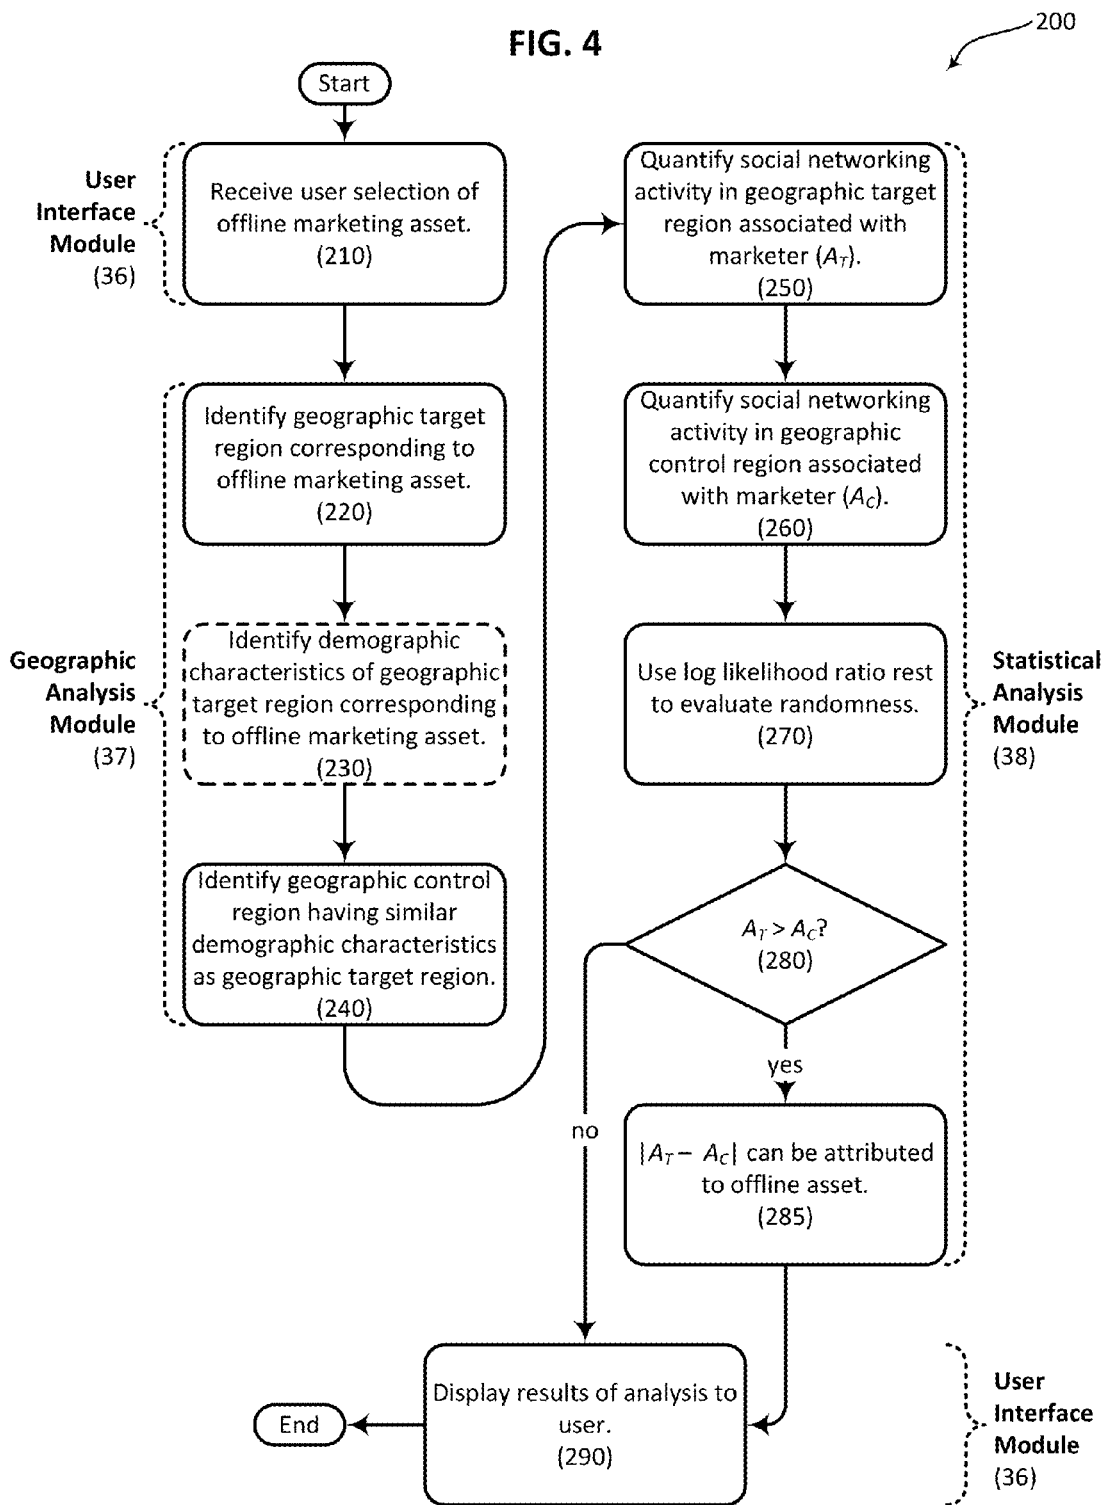 FIG. 4
200
Start
User
Interface
Module
(36)
Receive user selection of
offline marketing asset.
(210)
Geographic
Analysis
Module
(37)
Identify geographic target
region corresponding to
offline marketing asset.
(220)
Identify demographic
characteristics of geographic
target region corresponding
to offline marketing asset.
(230)
Identify geographic control
region having similar
demographic characteristics
as geographic target region.
(240)
Quantify social networking
activity in geographic target
region associated with
marketer (A_T).
(250)
Quantify social networking
activity in geographic
control region associated
with marketer (A_C).
(260)
Use log likelihood ratio rest
to evaluate randomness.
(270)
A_T > A_C?
(280)
yes
no
|A_T – A_C| can be attributed
to offline asset.
(285)
Statistical
Analysis
Module
(38)
Display results of analysis to
user.
(290)
End
User
Interface
Module
(36)